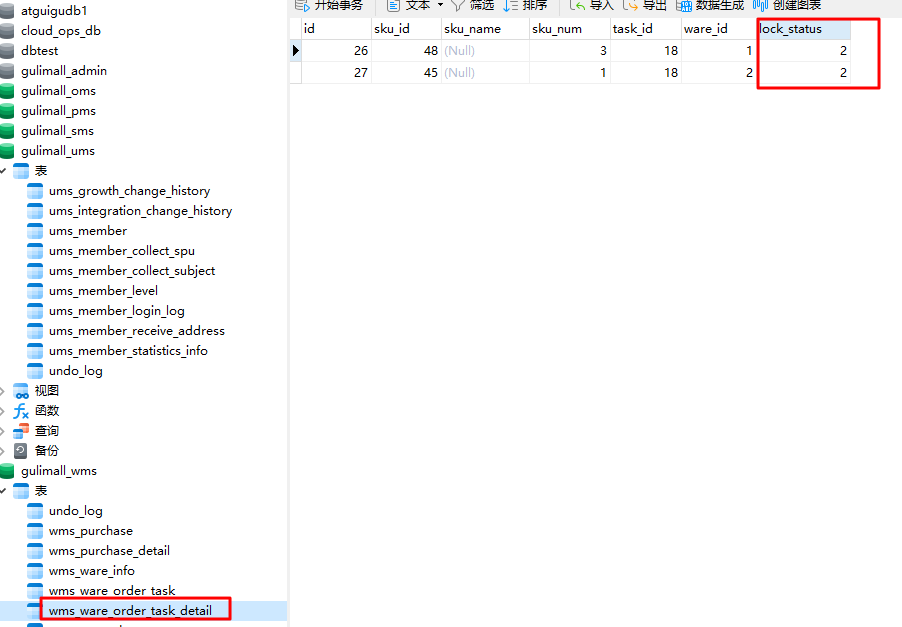 atguigudb1
cloud_ops_db
dbtest
gulimall_admin
gulimall_oms
gulimall_pms
gulimall_sms
gulimall_ums
表
ums_growth_change_history
ums_integration_change_history
ums_member
ums_member_collect_spu
ums_member_collect_subject
ums_member_level
ums_member_login_log
ums_member_receive_address
ums_member_statistics_info
undo_log
视图
函数
查询
备份
gulimall_wms
表
undo_log
wms_purchase
wms_purchase_detail
wms_ware_info
wms_ware_order_task
wms_ware_order_task_detail
开始事务 文本 筛选 排序 导入 导出 数据生成 创建图表
id sku_id sku_name sku_num task_id ware_id lock_status
26 48 (Null) 3 18 1 2
27 45 (Null) 1 18 2 2